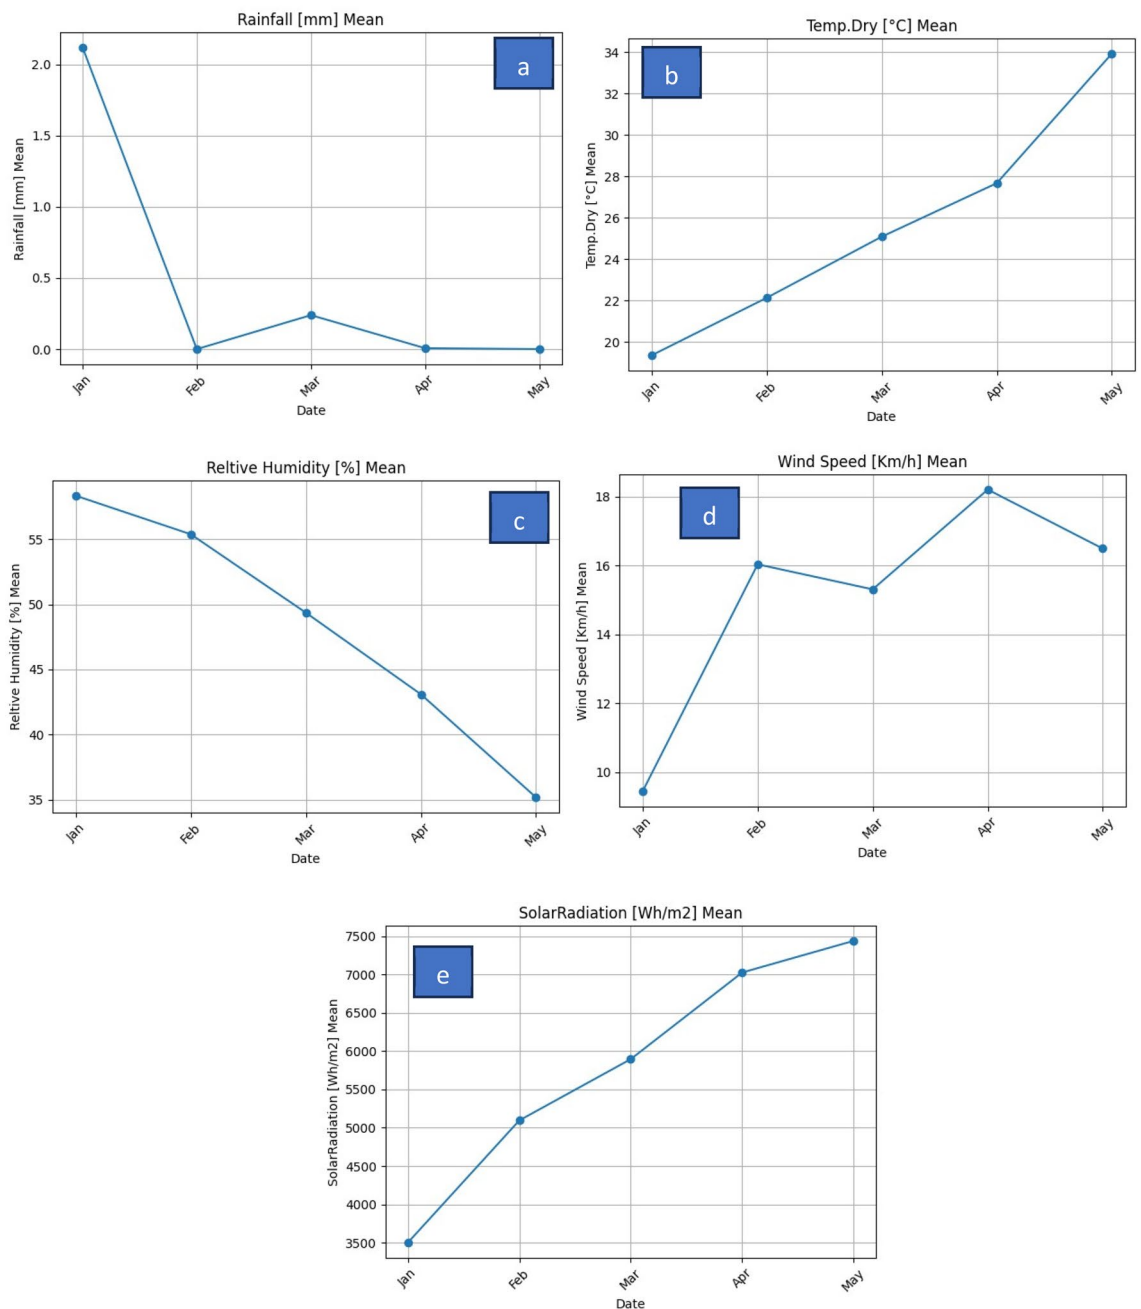 Rainfall [mm] Mean
a
2.0
1.5
1.0
0.5
0.0
Rainfall [mm] Mean
Jan
Feb
Mar
Apr
May
Date
Temp.Dry [°C] Mean
b
34
32
30
28
26
24
22
20
Temp.Dry [°C] Mean
Jan
Feb
Mar
Apr
May
Date
Reltive Humidity [%] Mean
c
55
50
45
40
35
Reltive Humidity [%] Mean
Jan
Feb
Mar
Apr
May
Date
Wind Speed [Km/h] Mean
d
18
16
14
12
10
Wind Speed [Km/h] Mean
Jan
Feb
Mar
Apr
May
Date
SolarRadiation [Wh/m2] Mean
e
7500
7000
6500
6000
5500
5000
4500
4000
3500
SolarRadiation [Wh/m2] Mean
Jan
Feb
Mar
Apr
May
Date